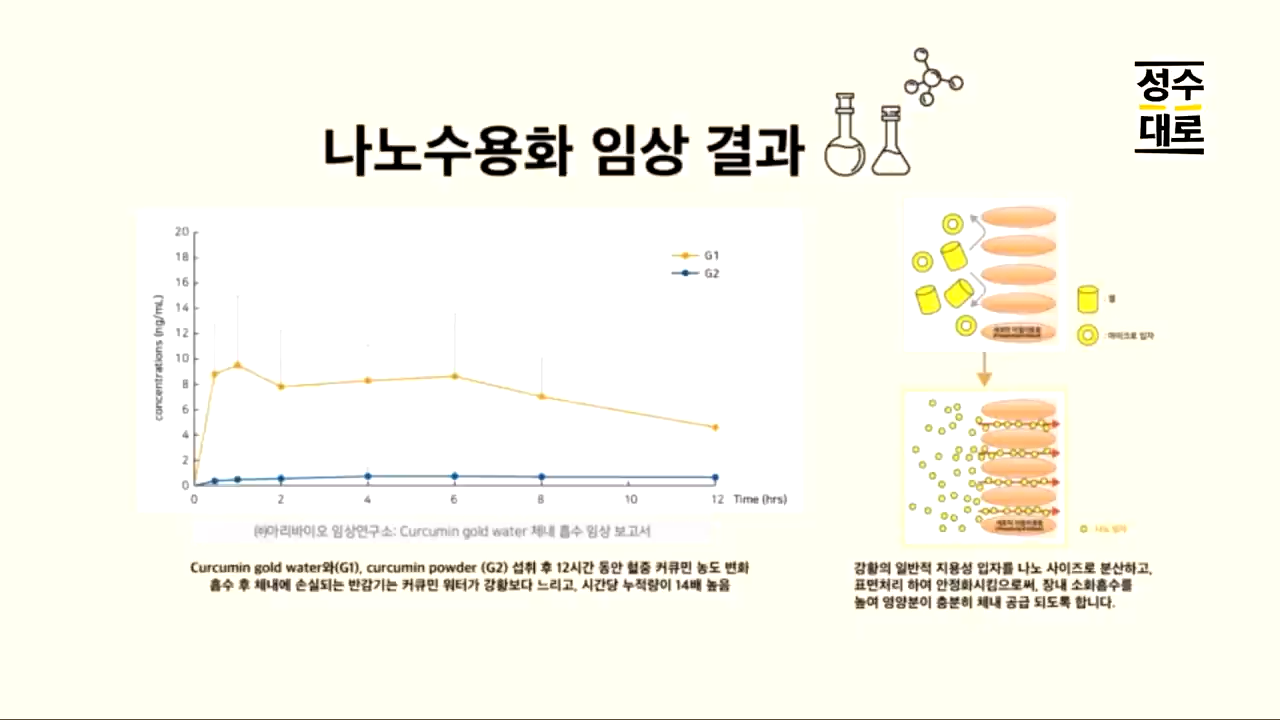 성수
대로
나노수용화 임상 결과
20
18
16
14
12
10
8
6
4
2
0
concentrations (ng/mL)
G1
G2
0 2 4 6 8 10 12 Time (hrs)
㈜아리바이오 임상연구소: Curcumin gold water 체내 흡수 임상 보고서
Curcumin gold water와(G1), curcumin powder (G2) 섭취 후 12시간 동안 혈중 커큐민 농도 변화
흡수 후 체내에 손실되는 반감기는 커큐민 워터가 강황보다 느리고, 시간당 누적량이 14배 높음
마이크로 입자
나노 입자
강황의 일반적 지용성 입자를 나노 사이즈로 분산하고,
표면처리 하여 안정화시킴으로써, 장내 소화흡수를
높여 영양분이 충분히 체내 공급 되도록 합니다.